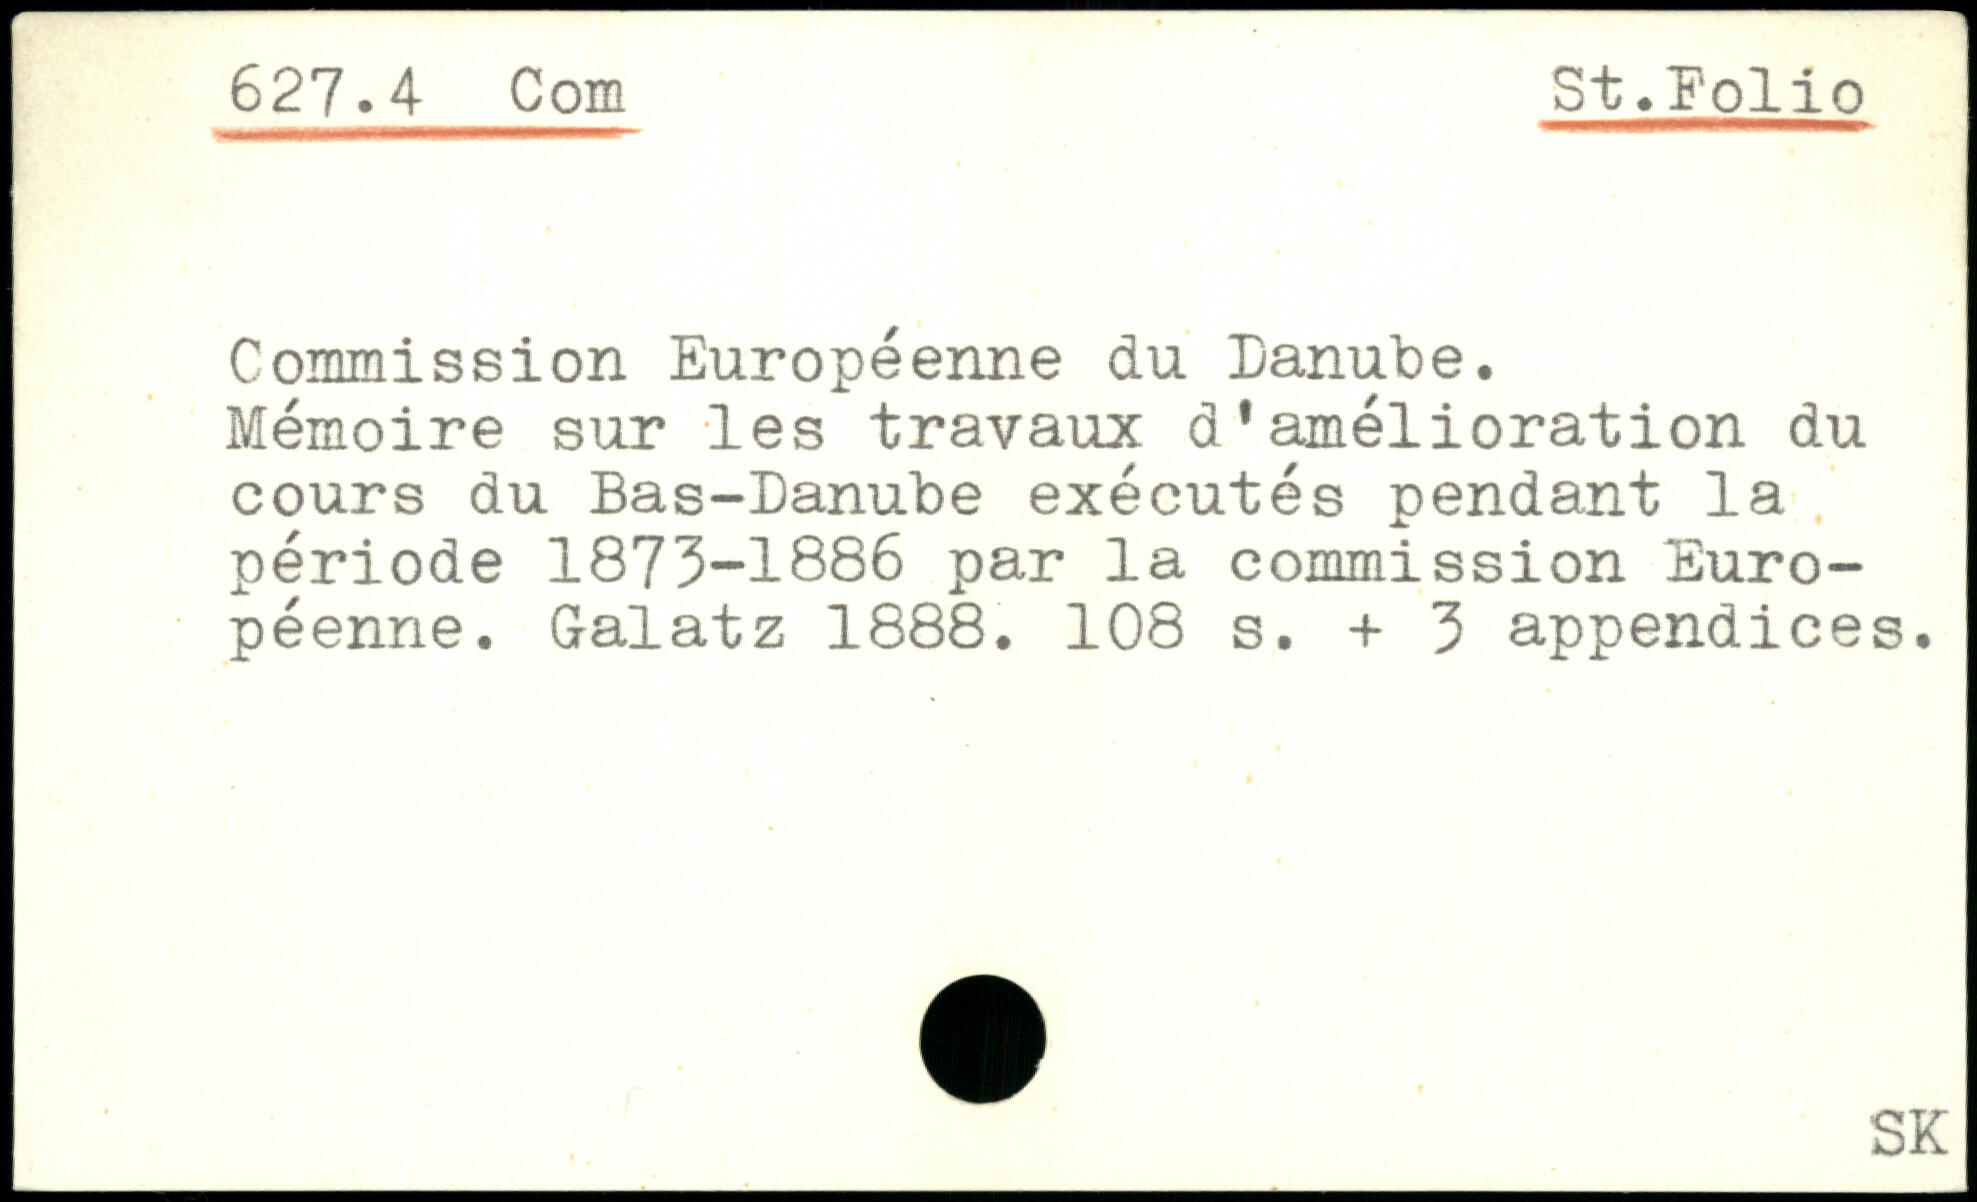 627.4 Com St.Folio
Commission Européenne du Danube.
Mémoire sur les travaux d'amélioration du
cours du Bas-Danube exécutés pendant la
période 1873-1886 par la commission Euro-
péenne. Galatz 1888. 108 s. + 3 appendices.
SK